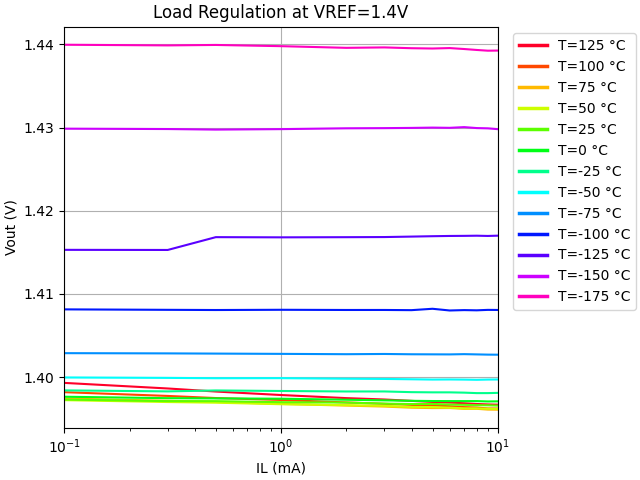 Load Regulation at VREF=1.4V
1.44
1.43
1.42
1.41
1.40
Vout (V)
10⁻¹
10⁰
10¹
IL (mA)
T=125 °C
T=100 °C
T=75 °C
T=50 °C
T=25 °C
T=0 °C
T=-25 °C
T=-50 °C
T=-75 °C
T=-100 °C
T=-125 °C
T=-150 °C
T=-175 °C